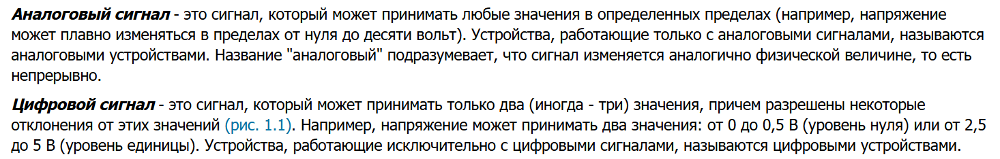 Аналоговый сигнал - это сигнал, который может принимать любые значения в определенных пределах (например, напряжение
может плавно изменяться в пределах от нуля до десяти вольт). Устройства, работающие только с аналоговыми сигналами, называются
аналоговыми устройствами. Название "аналоговый" подразумевает, что сигнал изменяется аналогично физической величине, то есть
непрерывно.
Цифровой сигнал - это сигнал, который может принимать только два (иногда - три) значения, причем разрешены некоторые
отклонения от этих значений (рис. 1.1). Например, напряжение может принимать два значения: от 0 до 0,5 В (уровень нуля) или от 2,5
до 5 В (уровень единицы). Устройства, работающие исключительно с цифровыми сигналами, называются цифровыми устройствами.